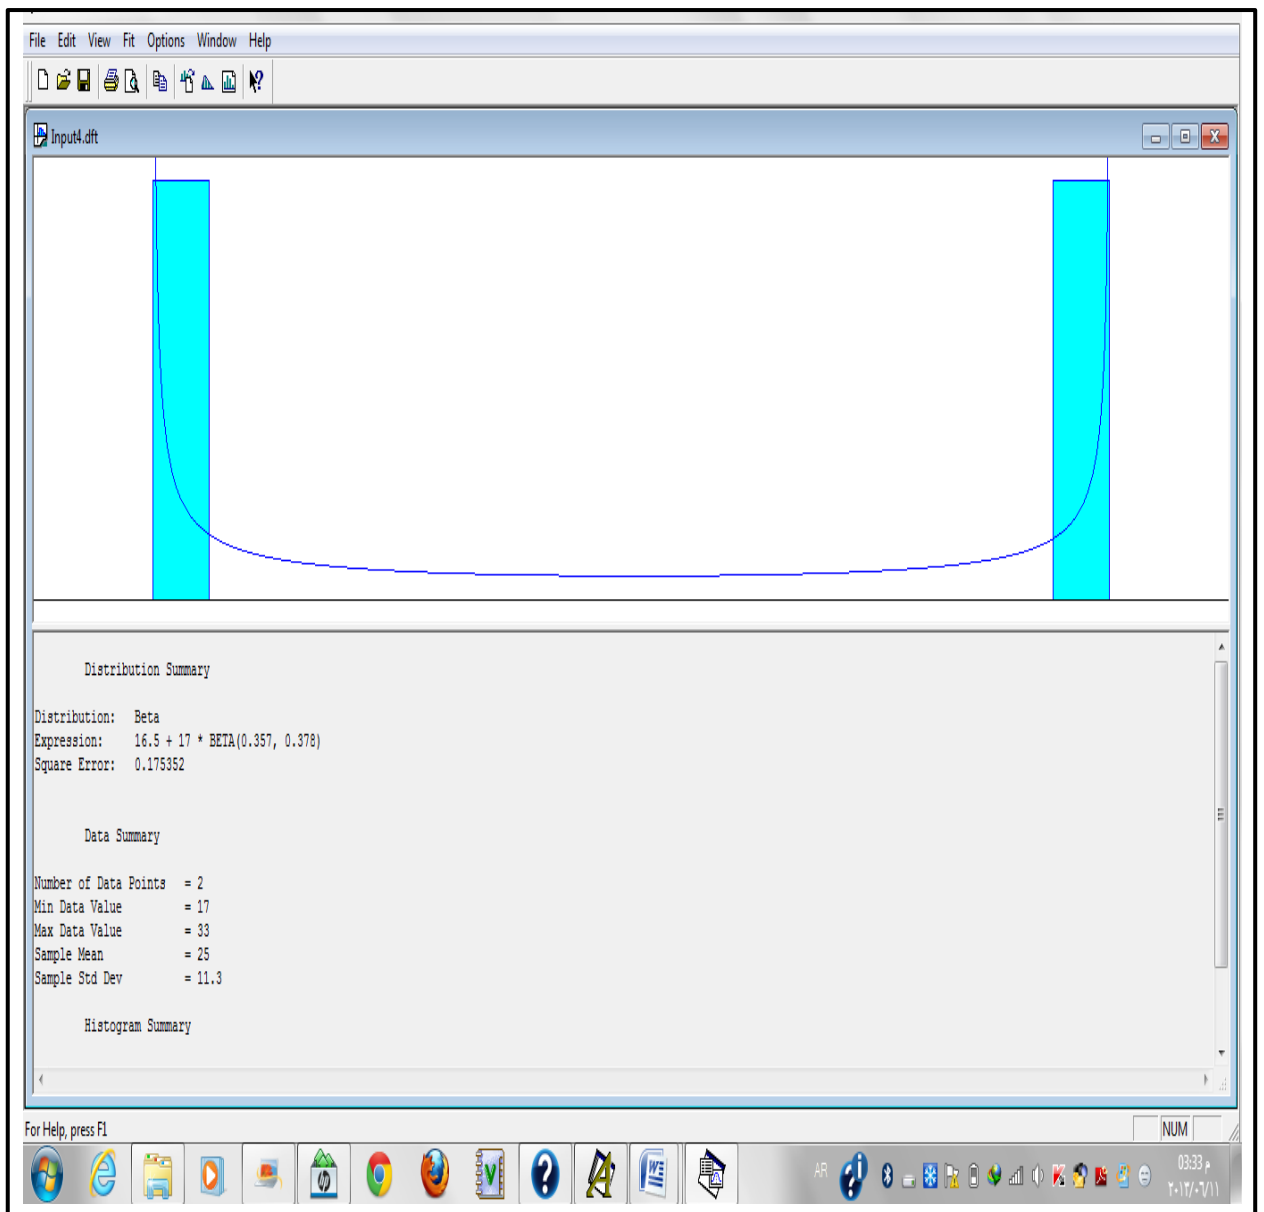 File Edit View Fit Options Window Help
Input4.dft
Distribution Summary
Distribution: Beta
Expression: 16.5 + 17 * BETA(0.357, 0.378)
Square Error: 0.175352
Data Summary
Number of Data Points = 2
Min Data Value = 17
Max Data Value = 33
Sample Mean = 25
Sample Std Dev = 11.3
Histogram Summary
For Help, press F1
NUM
AR
03:33 م
٢٠١٣/٠٦/١١